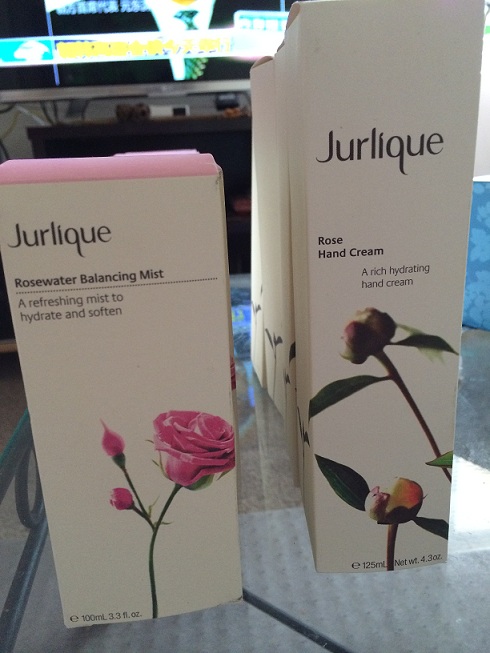 Jurlique
Rosewater Balancing Mist
A refreshing mist to
hydrate and soften
℮ 100mL 3.3 fl. oz.
Jurlique
Rose
Hand Cream
A rich hydrating
hand cream
℮ 125mL Net wt. 4.3oz.